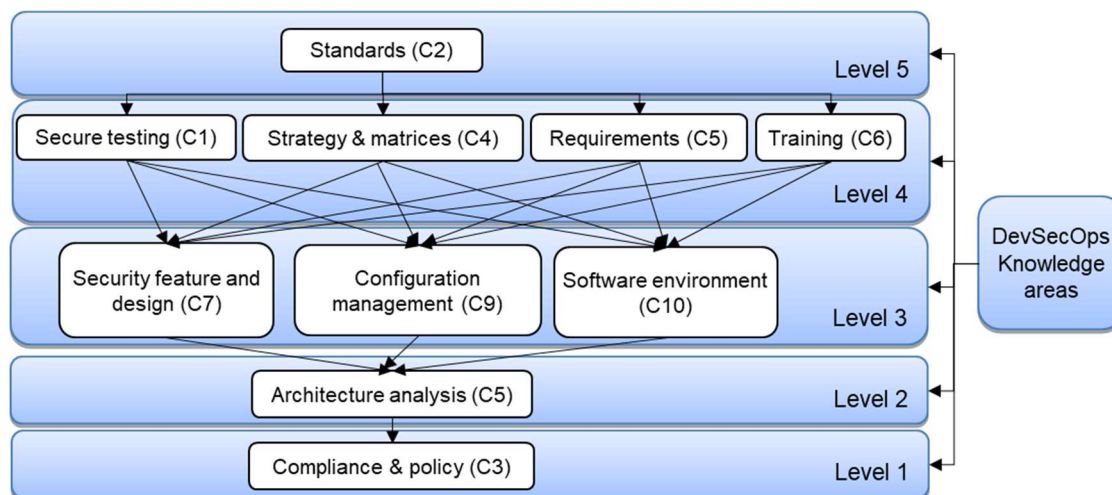 Standards (C2)
Level 5
Secure testing (C1)
Strategy & matrices (C4)
Requirements (C5)
Training (C6)
Level 4
DevSecOps
Knowledge
areas
Security feature and
design (C7)
Configuration
management (C9)
Software environment
(C10)
Level 3
Architecture analysis (C5)
Level 2
Compliance & policy (C3)
Level 1